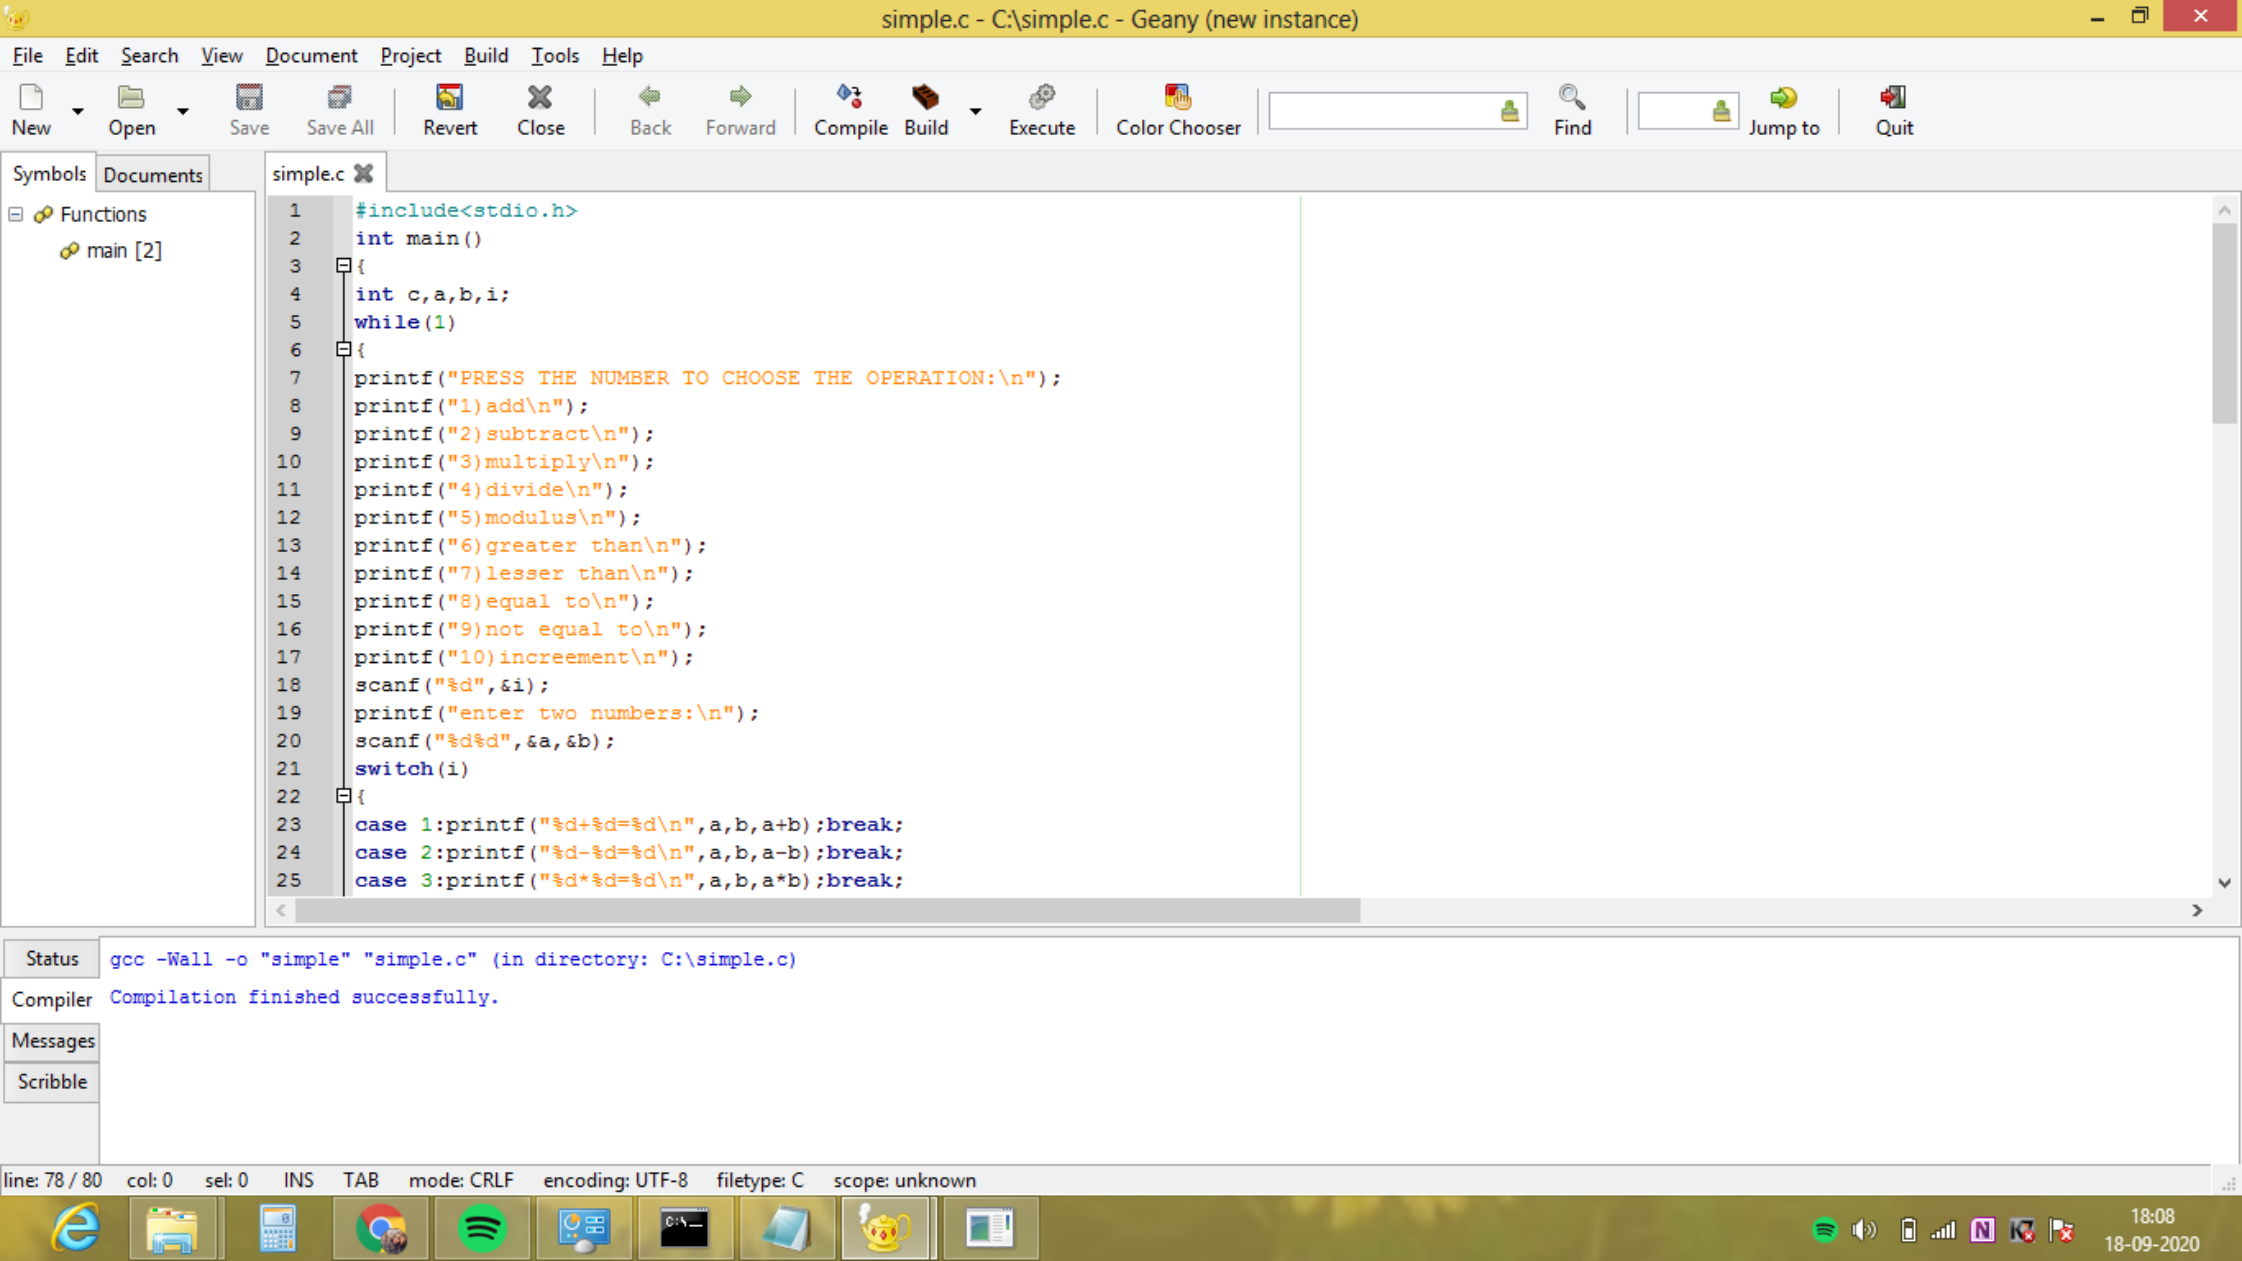 simple.c - C:\simple.c - Geany (new instance)
File Edit Search View Document Project Build Tools Help
New Open Save Save All Revert Close Back Forward Compile Build Execute Color Chooser Find Jump to Quit
Symbols Documents
Functions
main [2]
simple.c
1 #include<stdio.h>
2 int main()
3 {
4 int c,a,b,i;
5 while(1)
6 {
7 printf("PRESS THE NUMBER TO CHOOSE THE OPERATION:\n");
8 printf("1)add\n");
9 printf("2)subtract\n");
10 printf("3)multiply\n");
11 printf("4)divide\n");
12 printf("5)modulus\n");
13 printf("6)greater than\n");
14 printf("7)lesser than\n");
15 printf("8)equal to\n");
16 printf("9)not equal to\n");
17 printf("10)increement\n");
18 scanf("%d",&i);
19 printf("enter two numbers:\n");
20 scanf("%d%d",&a,&b);
21 switch(i)
22 {
23 case 1:printf("%d+%d=%d\n",a,b,a+b);break;
24 case 2:printf("%d-%d=%d\n",a,b,a-b);break;
25 case 3:printf("%d*%d=%d\n",a,b,a*b);break;
Status
Compiler
Messages
Scribble
gcc -Wall -o "simple" "simple.c" (in directory: C:\simple.c)
Compilation finished successfully.
line: 78 / 80 col: 0 sel: 0 INS TAB mode: CRLF encoding: UTF-8 filetype: C scope: unknown
C:\_
N
18:08
18-09-2020